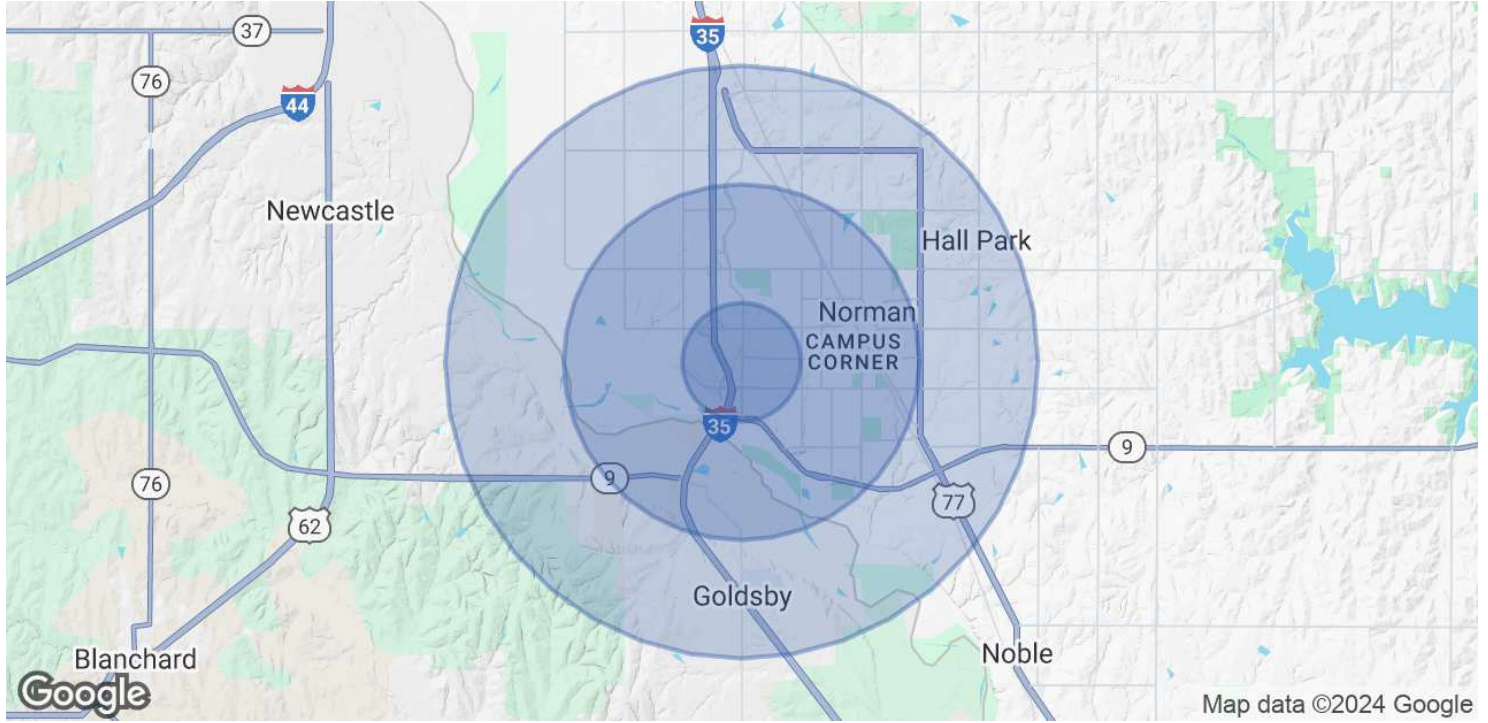 37
35
76
44
Newcastle
Hall Park
Norman
CAMPUS
CORNER
35
9
9
76
62
77
Goldsby
Blanchard
Noble
Google
Map data ©2024 Google